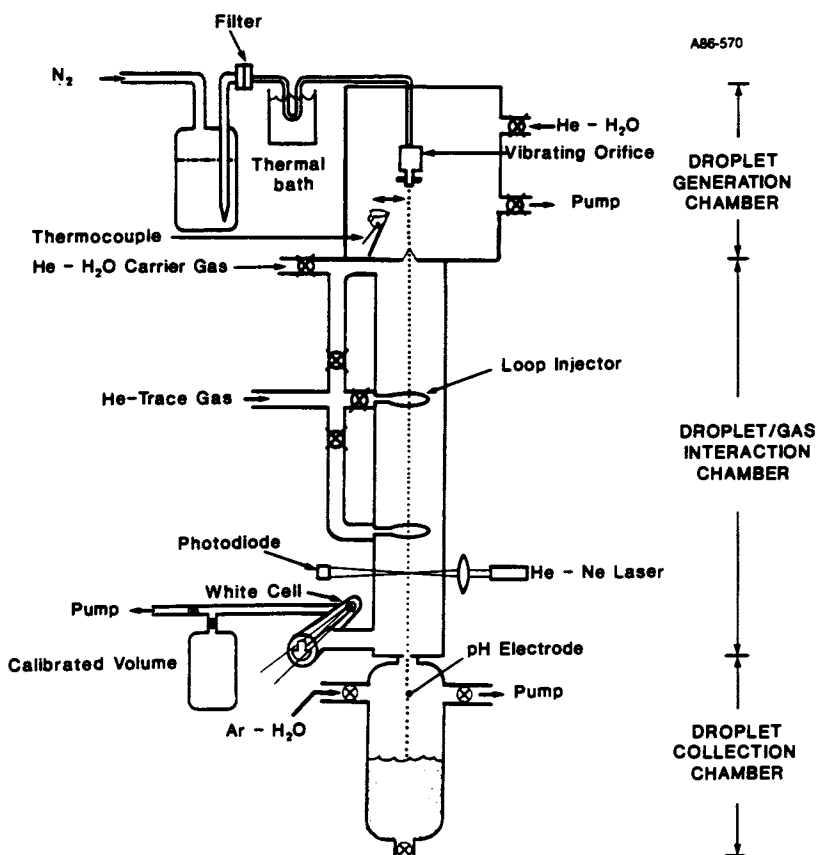 Filter
A86-570
N₂
He - H₂O
Vibrating Orifice
Thermal
bath
DROPLET
GENERATION
CHAMBER
Pump
Thermocouple
He - H₂O Carrier Gas
Loop Injector
He-Trace Gas
DROPLET/GAS
INTERACTION
CHAMBER
Photodiode
He - Ne Laser
White Cell
Pump
pH Electrode
Calibrated Volume
Pump
Ar - H₂O
DROPLET
COLLECTION
CHAMBER